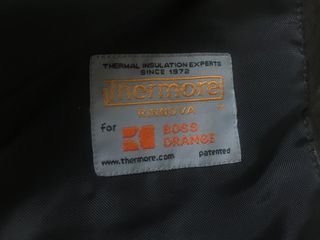 THERMAL INSULATION EXPERTS
SINCE 1972
thermore
for BOSS
ORANGE
www.thermore.com patented